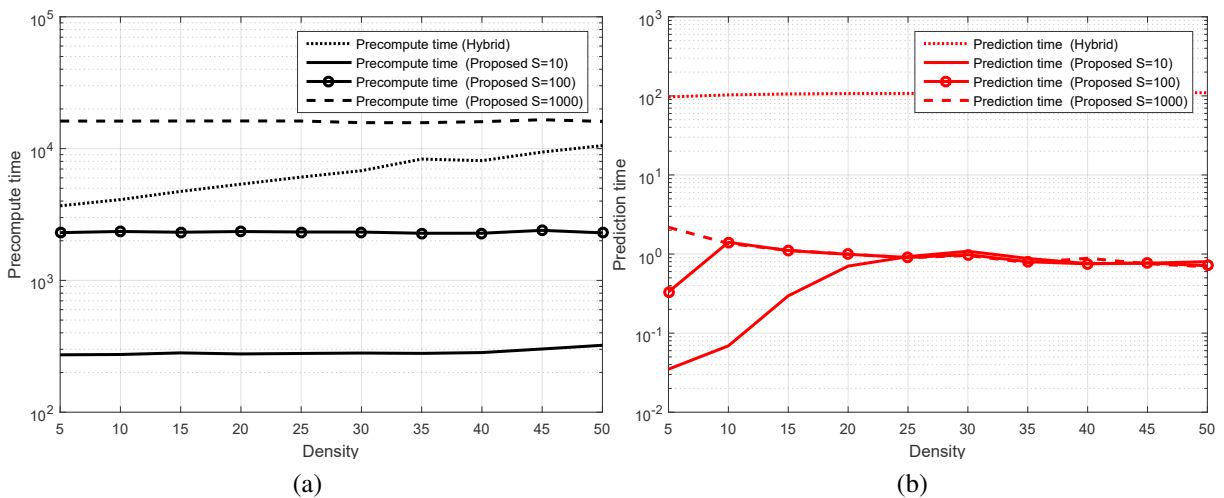 10^5
10^4
10^3
10^2
Precompute time
Precompute time (Hybrid)
Precompute time  (Proposed S=10)
Precompute time  (Proposed S=100)
Precompute time  (Proposed S=1000)
5 10 15 20 25 30 35 40 45 50
Density
(a)
10^3
10^2
10^1
10^0
10^-1
10^-2
Prediction time
Prediction time  (Hybrid)
Prediction time  (Proposed S=10)
Prediction time  (Proposed S=100)
Prediction time  (Proposed S=1000)
5 10 15 20 25 30 35 40 45 50
Density
(b)